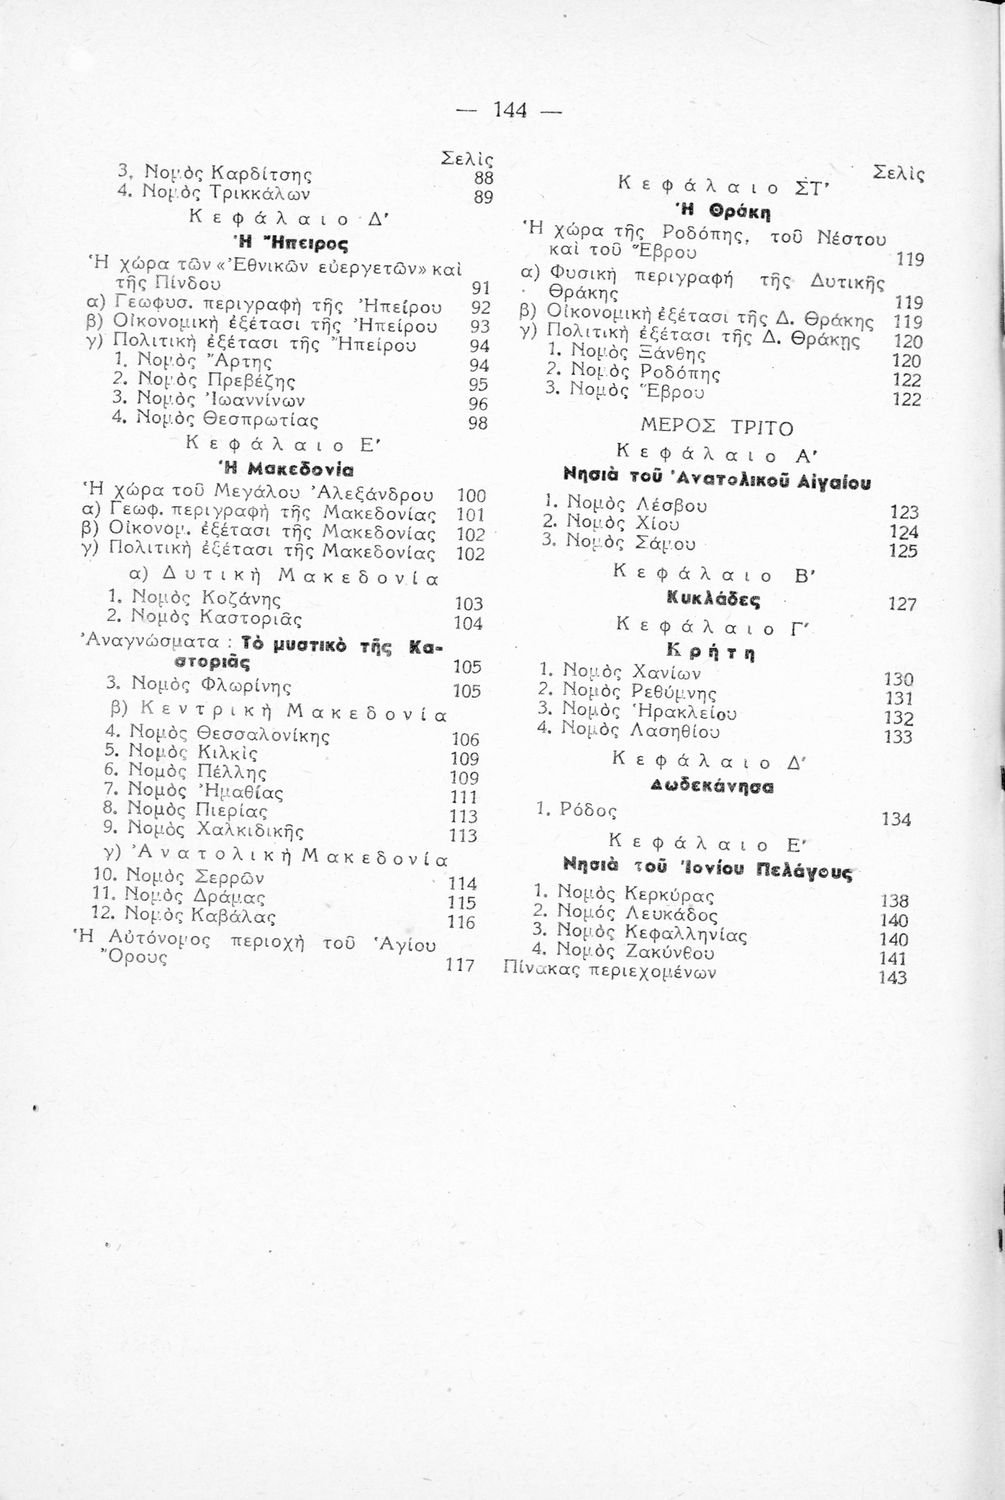 — 144 —
Σελὶς
3. Νομὸς Καρδίτσης 88
4. Νομὸς Τρικκάλων 89
Κεφάλαιο Δ'
Ἡ Ἤπειρος
Ἡ χώρα τῶν «Ἐθνικῶν εὐεργετῶν» καὶ
τῆς Πίνδου 91
α) Γεωφυσ. περιγραφὴ τῆς Ἠπείρου 92
β) Οἰκονομικὴ ἐξέτασι τῆς Ἠπείρου 93
γ) Πολιτικὴ ἐξέτασι τῆς Ἤπείρου 94
1. Νομὸς Ἄρτης 94
2. Νομὸς Πρεβέζης 95
3. Νομὸς Ἰωαννίνων 96
4. Νομὸς Θεσπρωτίας 98
Κεφάλαιο Ε'
Ἡ Μακεδονία
Ἡ χώρα τοῦ Μεγάλου Ἀλεξάνδρου 100
α) Γεωφ. περιγραφὴ τῆς Μακεδονίας 101
β) Οἰκονομ. ἐξέτασι τῆς Μακεδονίας 102
γ) Πολιτικὴ ἐξέτασι τῆς Μακεδονίας 102
α) Δυτικὴ Μακεδονία
1. Νομὸς Κοζάνης 103
2. Νομὸς Καστοριᾶς 104
Ἀναγνώσματα : Τὸ μυστικὸ τῆς Κα-
στοριᾶς 105
3. Νομὸς Φλωρίνης 105
β) Κεντρικὴ Μακεδονία
4. Νομὸς Θεσσαλονίκης 106
5. Νομὸς Κιλκὶς 109
6. Νομὸς Πέλλης 109
7. Νομὸς Ἠμαθίας 111
8. Νομὸς Πιερίας 113
9. Νομὸς Χαλκιδικῆς 113
γ) Ἀνατολικὴ Μακεδονία
10. Νομὸς Σερρῶν 114
11. Νομὸς Δράμας 115
12. Νομὸς Καβάλας 116
Ἡ Αὐτόνομος περιοχὴ τοῦ Ἁγίου
Ὄρους 117
Σελὶς
Κεφάλαιο ΣΤ'
Ἡ Θράκη
Ἡ χώρα τῆς Ροδόπης, τοῦ Νέστου
καὶ τοῦ Ἕβρου 119
α) Φυσικὴ περιγραφή τῆς Δυτικῆς
Θράκης 119
β) Οἰκονομικὴ ἐξέτασι τῆς Δ. Θράκης 119
γ) Πολιτικὴ ἐξέτασι τῆς Δ. Θράκης 120
1. Νομὸς Ξάνθης 120
2. Νομὸς Ροδόπης 122
3. Νομὸς Ἕβρου 122
ΜΕΡΟΣ ΤΡΙΤΟ
Κεφάλαιο Α'
Νησιὰ τοῦ Ἀνατολικοῦ Αἰγαίου
1. Νομὸς Λέσβου 123
2. Νομὸς Χίου 124
3. Νομὸς Σάμου 125
Κεφάλαιο Β'
Κυκλάδες 127
Κεφάλαιο Γ'
Κρήτη
1. Νομὸς Χανίων 130
2. Νομὸς Ρεθύμνης 131
3. Νομὸς Ἡρακλείου 132
4. Νομὸς Λασηθίου 133
Κεφάλαιο Δ'
Δωδεκάνησα
1. Ρόδος 134
Κεφάλαιο Ε'
Νησιὰ τοῦ Ἰονίου Πελάγους
1. Νομὸς Κερκύρας 138
2. Νομός Λευκάδος 140
3. Νομὸς Κεφαλληνίας 140
4. Νομὸς Ζακύνθου 141
Πίνακας περιεχομένων 143